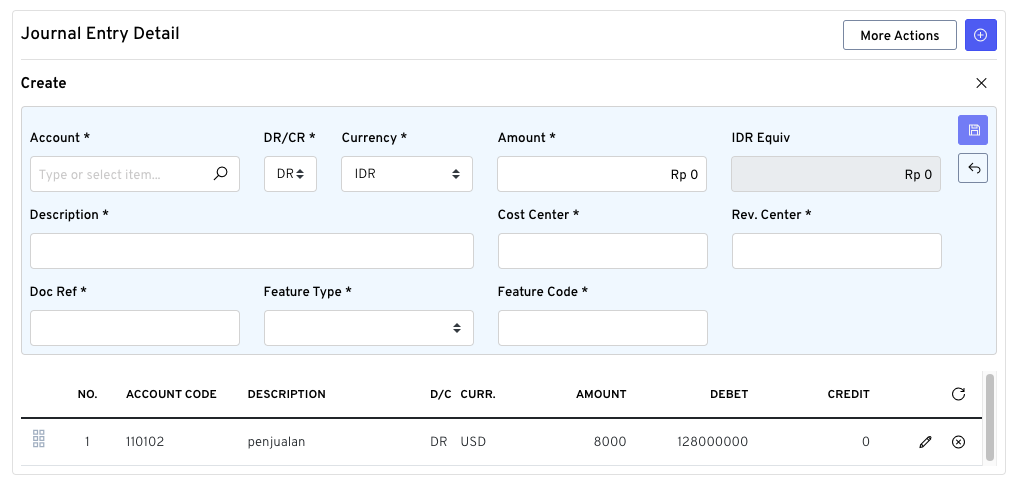 Journal Entry Detail
More Actions
Create
Account * DR/CR * Currency * Amount * IDR Equiv
Type or select item... DR IDR Rp 0 Rp 0
Description * Cost Center * Rev. Center *
Doc Ref * Feature Type * Feature Code *
NO. ACCOUNT CODE DESCRIPTION D/C CURR. AMOUNT DEBET CREDIT
1 110102 penjualan DR USD 8000 128000000 0